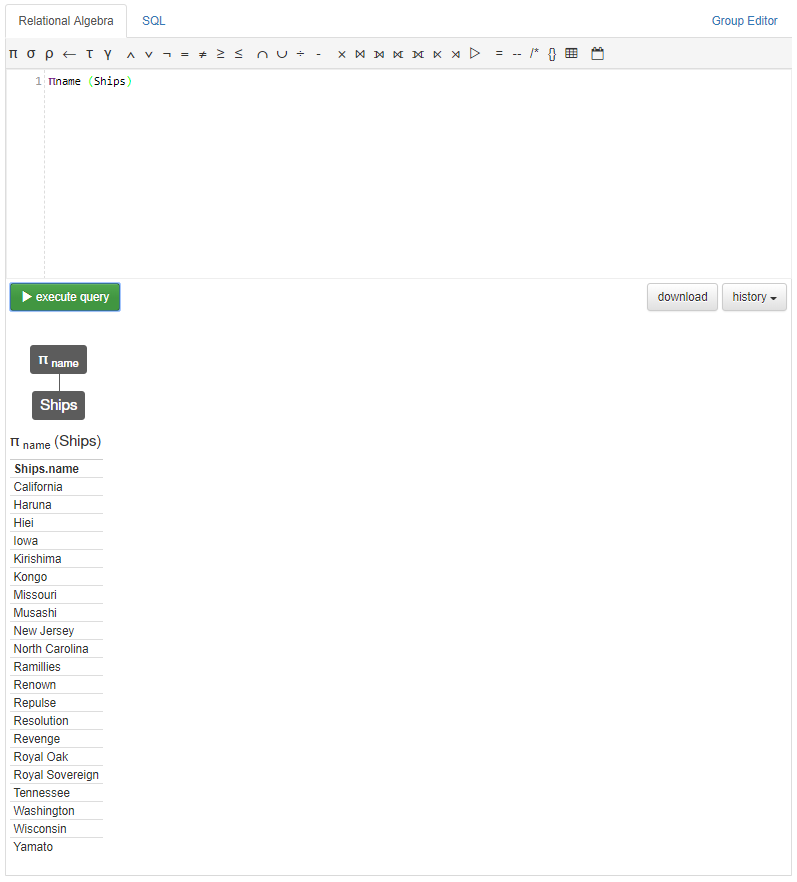 Relational Algebra SQL Group Editor
π σ ρ ← τ γ ∧ ∨ ¬ = ≠ ≥ ≤ ∩ ∪ ÷ - × ⋈ ⟕ ⟖ ⟗ ⋉ ⋊ ▷ = -- /* {}
1 πname (Ships)
execute query download history
π name
Ships
π name (Ships)
Ships.name
California
Haruna
Hiei
Iowa
Kirishima
Kongo
Missouri
Musashi
New Jersey
North Carolina
Ramillies
Renown
Repulse
Resolution
Revenge
Royal Oak
Royal Sovereign
Tennessee
Washington
Wisconsin
Yamato